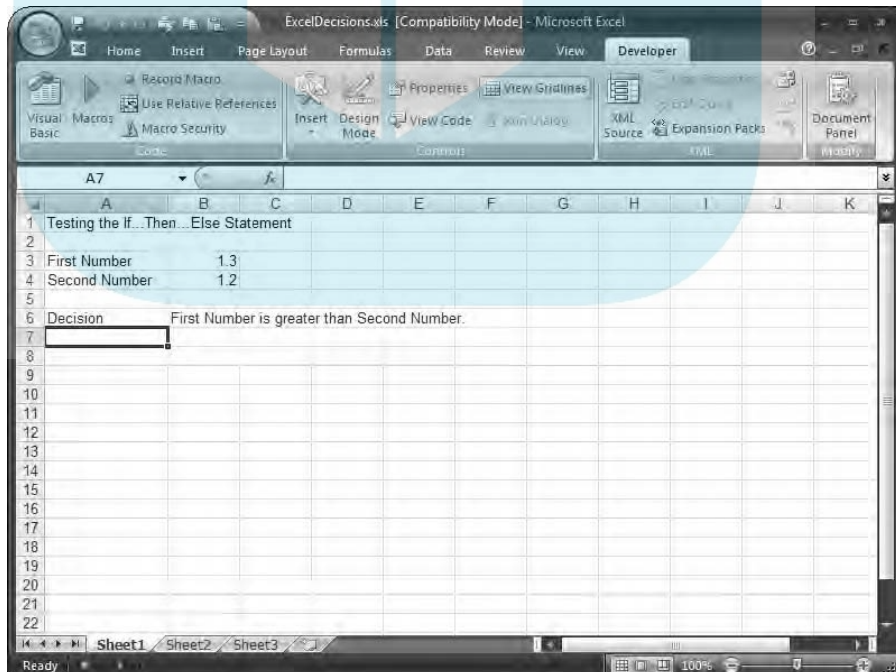 ExcelDecisions.xls [Compatibility Mode] - Microsoft Excel
Home Insert Page Layout Formulas Data Review View Developer
Visual Basic
Macros
Record Macro
Use Relative References
Macro Security
Code
Insert
Design Mode
Properties
View Code
View Gridlines
Run Dialog
Controls
XML Source
Expansion Packs
XML
Document Panel
Modify
A7 fx
A B C D E F G H I J K
1 Testing the If...Then...Else Statement
2
3 First Number 1.3
4 Second Number 1.2
5
6 Decision First Number is greater than Second Number.
7
8
9
10
11
12
13
14
15
16
17
18
19
20
21
22
Sheet1 Sheet2 Sheet3
Ready 100%